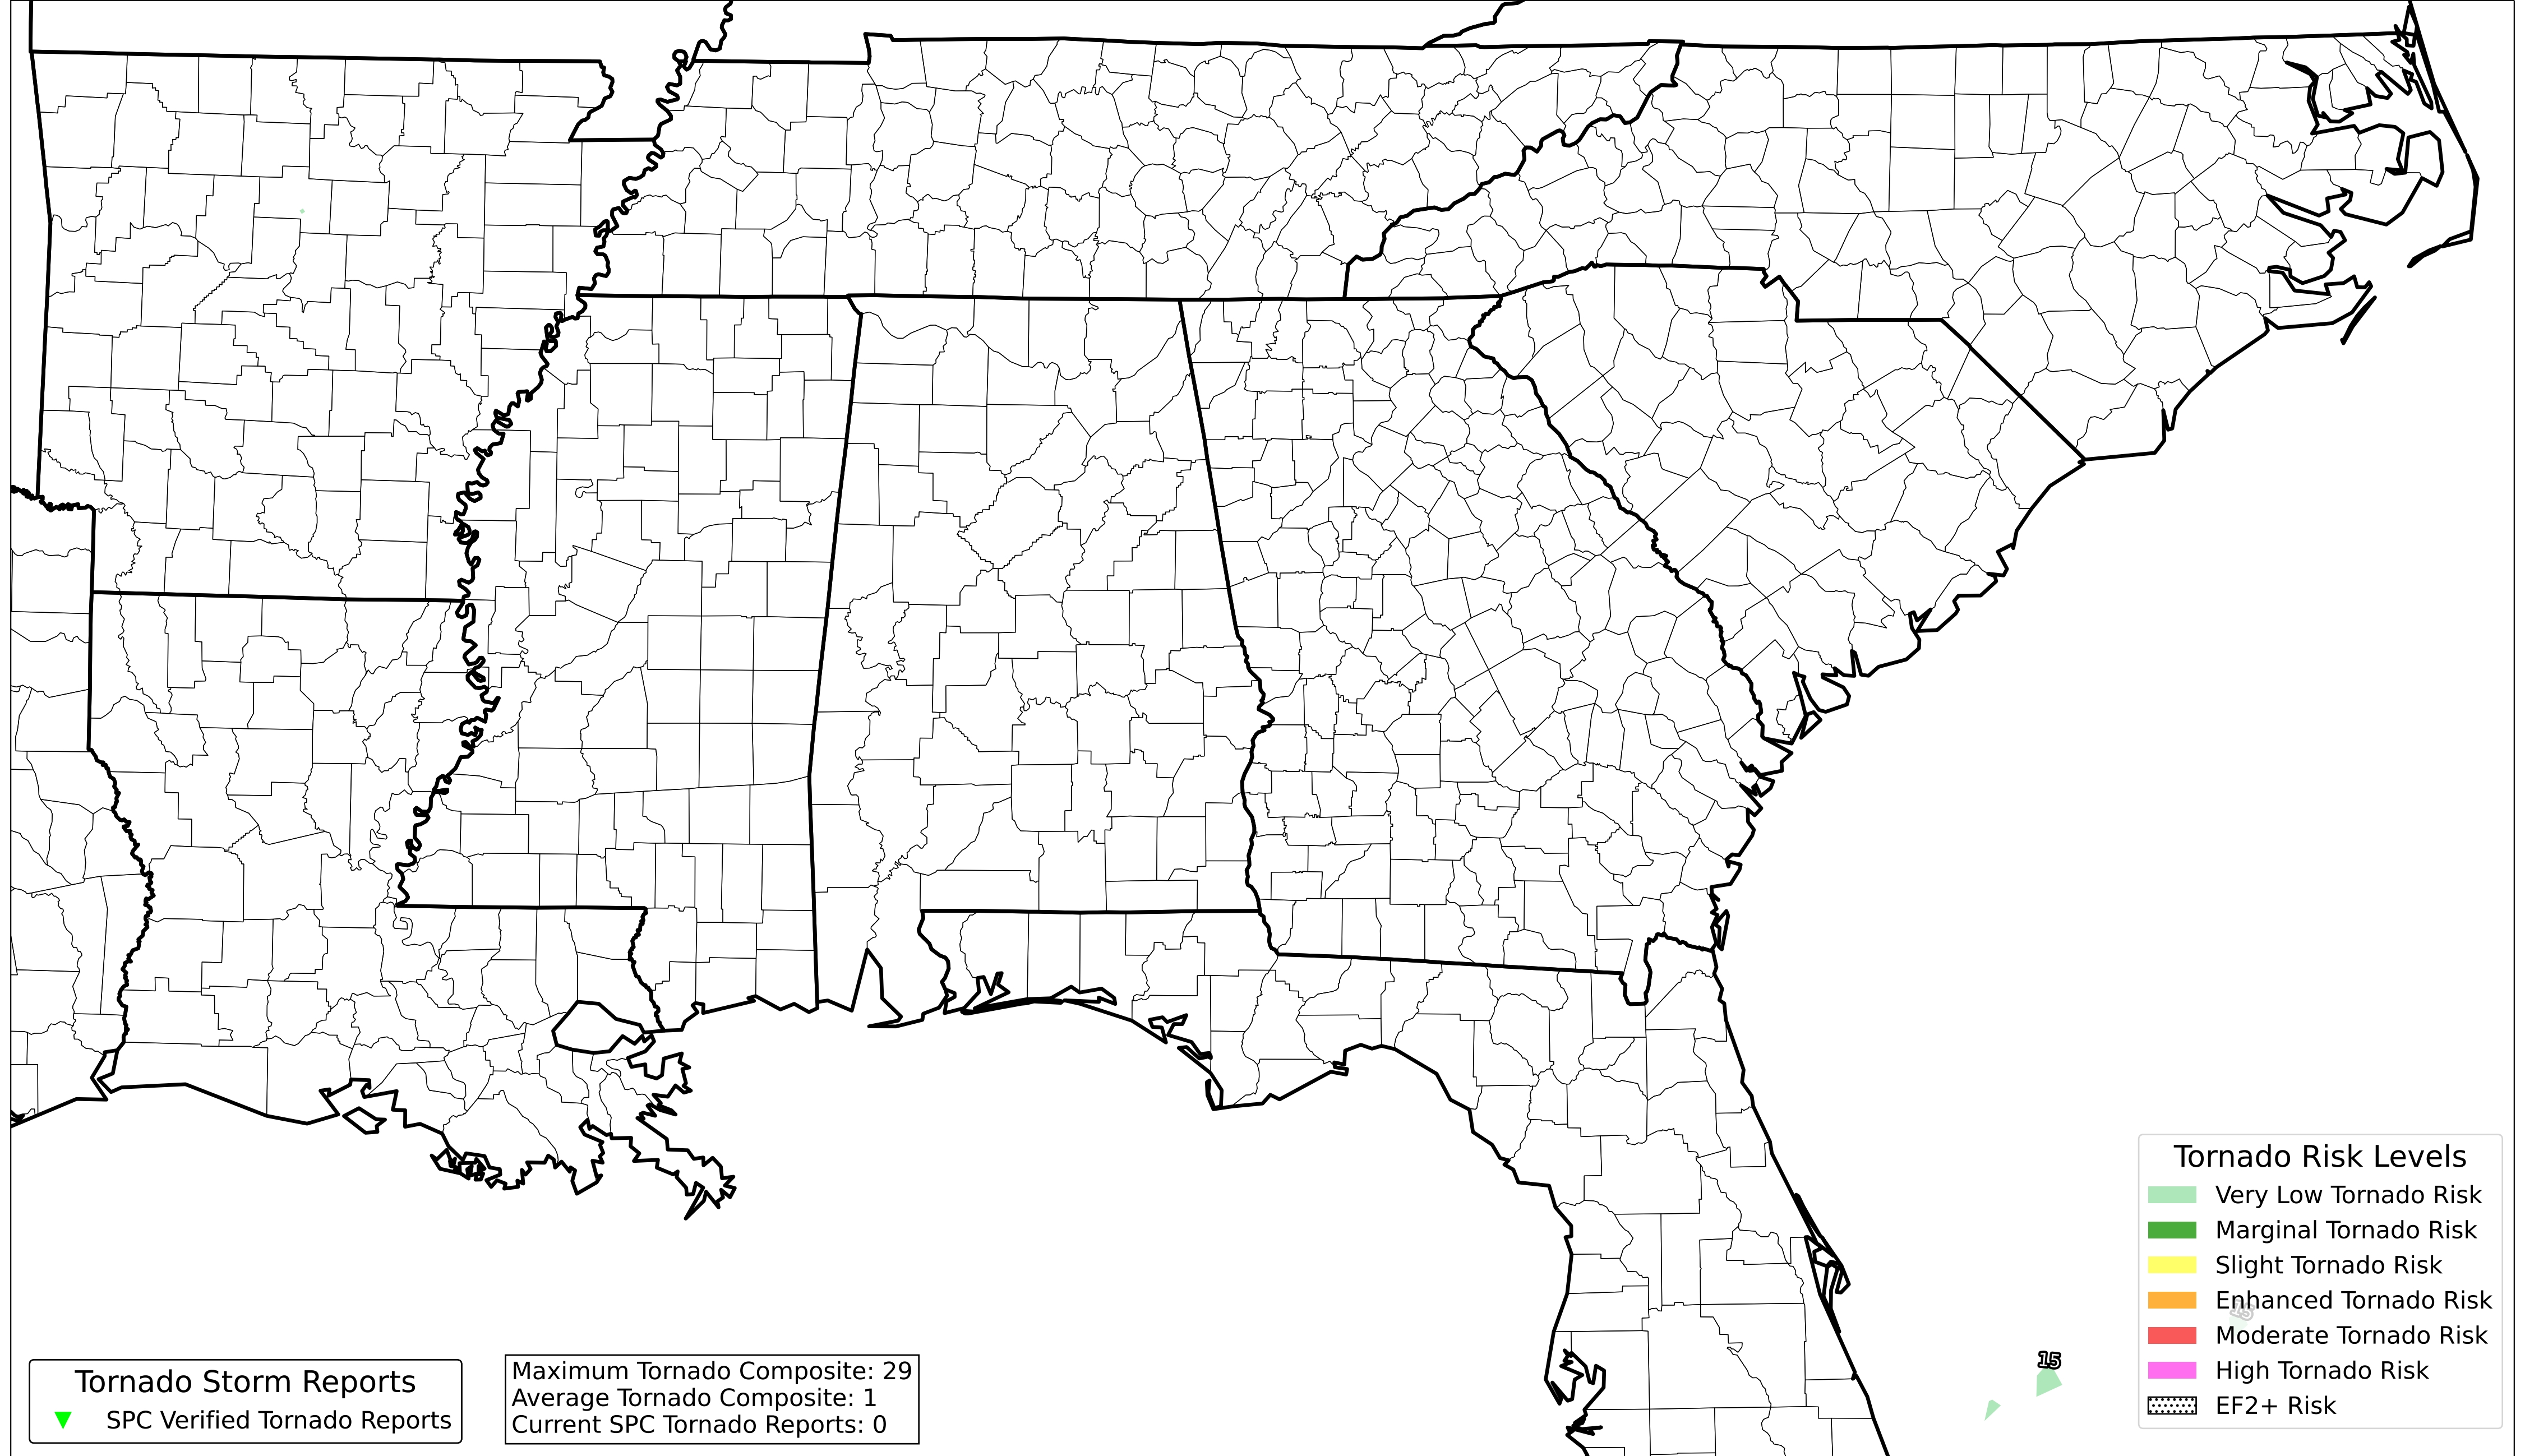 15
Tornado Risk Levels
Very Low Tornado Risk
Marginal Tornado Risk
Slight Tornado Risk
Enhanced Tornado Risk
Moderate Tornado Risk
High Tornado Risk
EF2+ Risk
15
Tornado Storm Reports
SPC Verified Tornado Reports
Maximum Tornado Composite: 29
Average Tornado Composite: 1
Current SPC Tornado Reports: 0